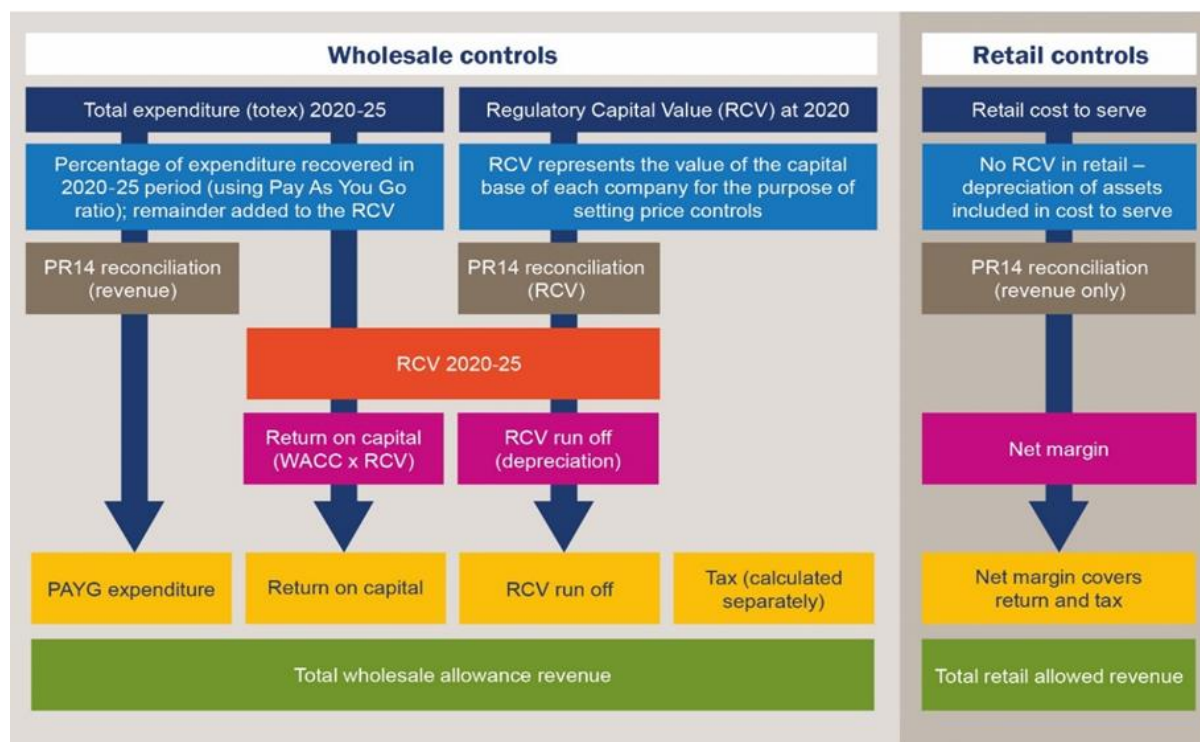 Wholesale controls
Total expenditure (totex) 2020-25
Percentage of expenditure recovered in
2020-25 period (using Pay As You Go
ratio); remainder added to the RCV
Regulatory Capital Value (RCV) at 2020
RCV represents the value of the capital
base of each company for the purpose of
setting price controls
PR14 reconciliation
(revenue)
PR14 reconciliation
(RCV)
RCV 2020-25
Return on capital
(WACC x RCV)
RCV run off
(depreciation)
PAYG expenditure
Return on capital
RCV run off
Tax (calculated
separately)
Total wholesale allowance revenue
Retail controls
Retail cost to serve
No RCV in retail –
depreciation of assets
included in cost to serve
PR14 reconciliation
(revenue only)
Net margin
Net margin covers
return and tax
Total retail allowed revenue